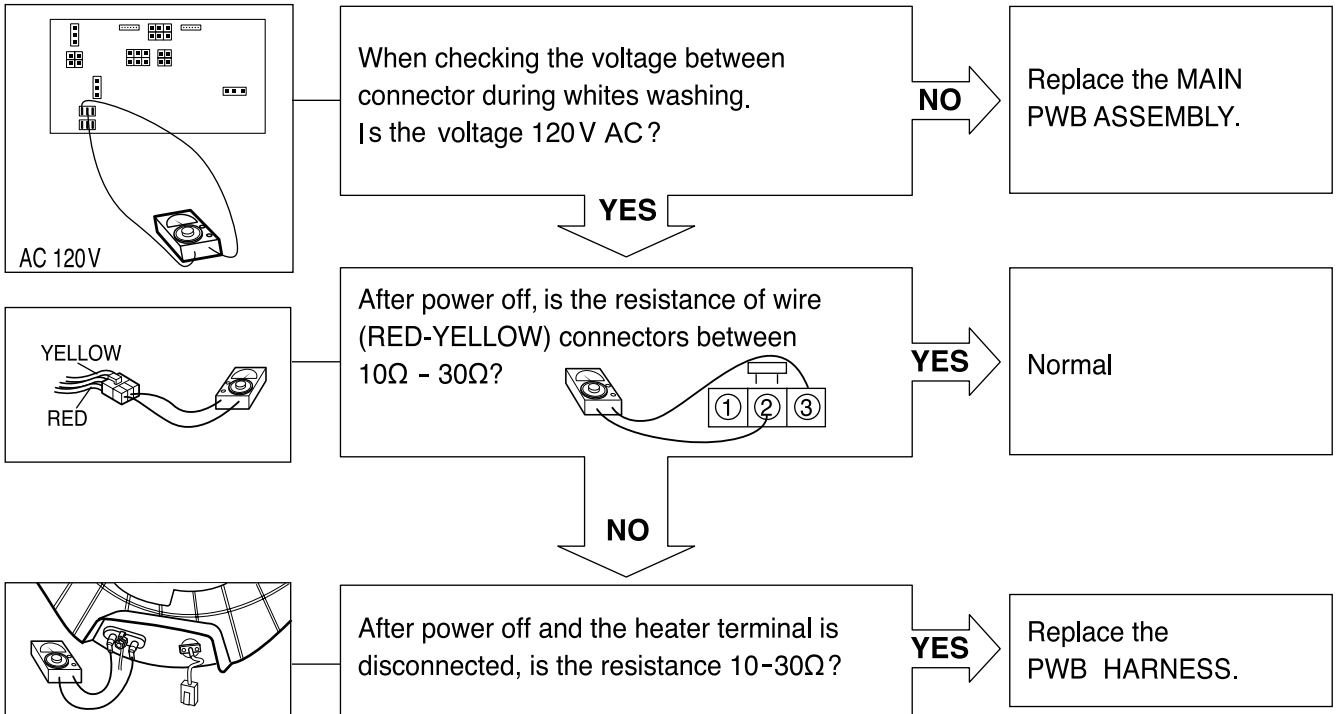 AC 120V
When checking the voltage between
connector during whites washing.
Is the voltage 120V AC?
NO
Replace the MAIN
PWB ASSEMBLY.
YES
YELLOW
RED
After power off, is the resistance of wire
(RED-YELLOW) connectors between
10Ω - 30Ω?
① ② ③
YES
Normal
NO
After power off and the heater terminal is
disconnected, is the resistance 10-30Ω?
YES
Replace the
PWB HARNESS.